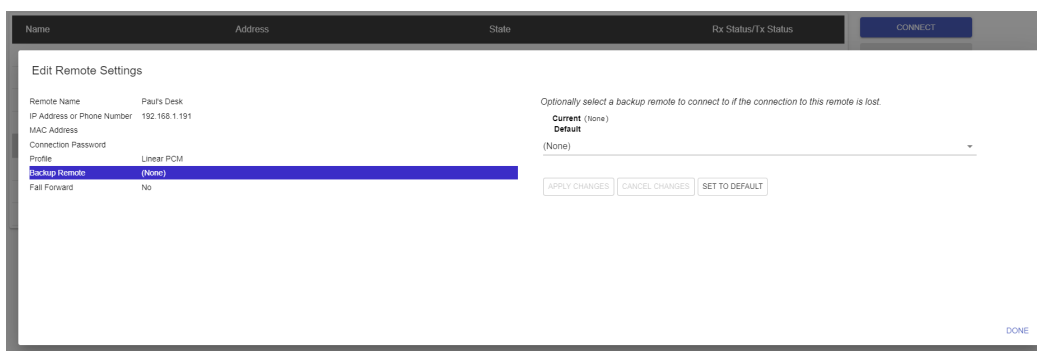 Name Address State Rx Status/Tx Status CONNECT
Edit Remote Settings
Remote Name Paul's Desk
IP Address or Phone Number 192.168.1.191
MAC Address
Connection Password
Profile Linear PCM
Backup Remote (None)
Fall Forward No
Optionally select a backup remote to connect to if the connection to this remote is lost.
Current (None)
Default
(None)
APPLY CHANGES CANCEL CHANGES SET TO DEFAULT
DONE